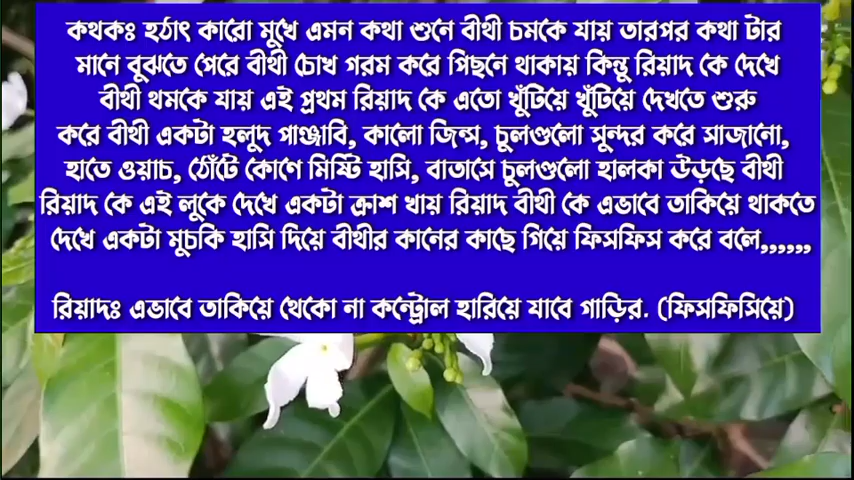 কথকঃ হঠাৎ কারো মুখে এমন কথা শুনে বীথী চমকে যায় তারপর কথা টার
মানে বুঝতে পেরে বীথী চোখ গরম করে পিছনে থাকায় কিন্তু রিয়াদ কে দেখে
বীথী থমকে যায় এই প্রথম রিয়াদ কে এতো খুঁটিয়ে খুঁটিয়ে দেখতে শুরু
করে বীথী একটা হলুদ পাঞ্জাবি, কালো জিন্স, চুলগুলো সুন্দর করে সাজানো,
হাতে ওয়াচ, ঠোঁটে কোণে মিষ্টি হাসি, বাতাসে চুলগুলো হালকা উড়ছে বীথী
রিয়াদ কে এই লুকে দেখে একটা ক্রাশ খায় রিয়াদ বীথী কে এভাবে তাকিয়ে থাকতে
দেখে একটা মুচকি হাসি দিয়ে বীথীর কানের কাছে গিয়ে ফিসফিস করে বলে,,,,,,
রিয়াদঃ এভাবে তাকিয়ে থেকো না কন্ট্রোল হারিয়ে যাবে গাড়ির. (ফিসফিসিয়ে)